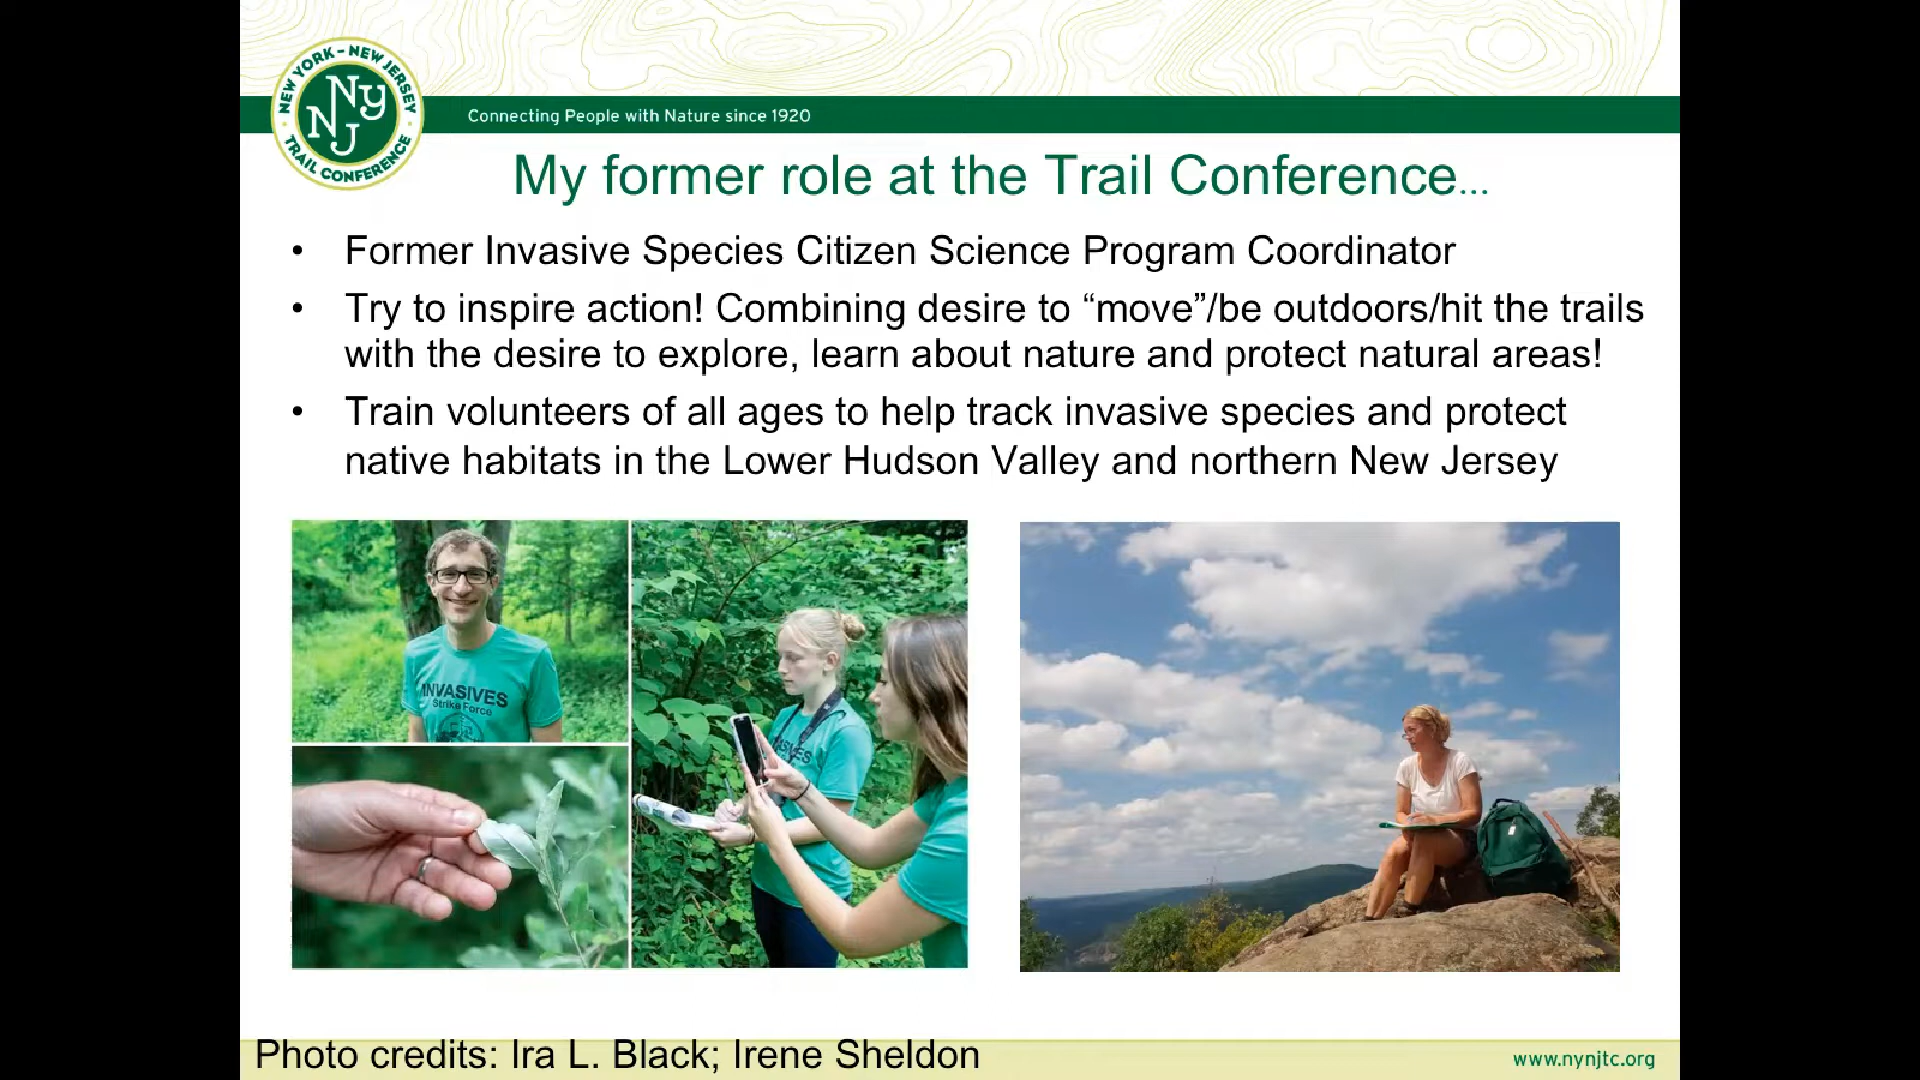 NEW YORK - NEW JERSEY
NY
NJ
TRAIL CONFERENCE
Connecting People with Nature since 1920
My former role at the Trail Conference...
• Former Invasive Species Citizen Science Program Coordinator
• Try to inspire action! Combining desire to “move”/be outdoors/hit the trails
with the desire to explore, learn about nature and protect natural areas!
• Train volunteers of all ages to help track invasive species and protect
native habitats in the Lower Hudson Valley and northern New Jersey
INVASIVES
Strike Force
Photo credits: Ira L. Black; Irene Sheldon
www.nynjtc.org